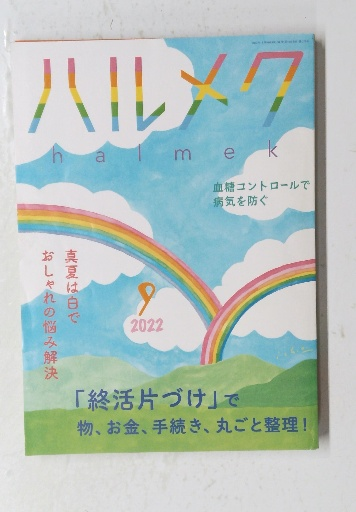 ハルメク
halmek
血糖コントロールで
病気を防ぐ
真夏は白で
おしゃれの悩み解決
9
2022
「終活片づけ」で
物、お金、手続き、丸ごと整理！